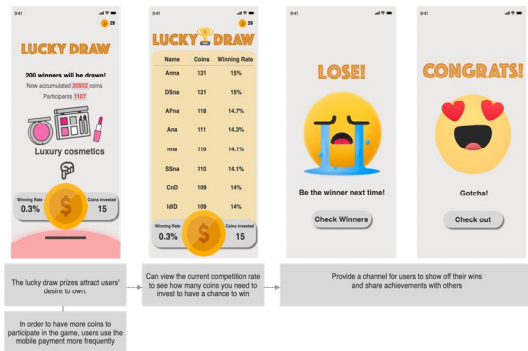 9:41
29
LUCKY DRAW
200 winners will be drawn!
Now accumulated 20932 coins
Participants 1107
Luxury cosmetics
Winning Rate
0.3%
Coins Invested
15
9:41
29
LUCKY DRAW
Name Coins Winning Rate
Anna 121 15%
DSna 121 15%
AFna 118 14.7%
Ana 111 14.3%
110 14.1%
SSna 110 14.1%
CnD 109 14%
IdID 109 14%
Winning Rate
0.3%
Coins Invested
15
9:41
LOSE!
Be the winner next time!
Check Winners
9:41
CONGRATS!
Gotcha!
Check out
The lucky draw prizes attract users'
desire to own.
In order to have more coins to
participate in the game, users use the
mobile payment more frequently
Can view the current competition rate
to see how many coins you need to
invest to have a chance to win
Provide a channel for users to show off their wins
and share achievements with others